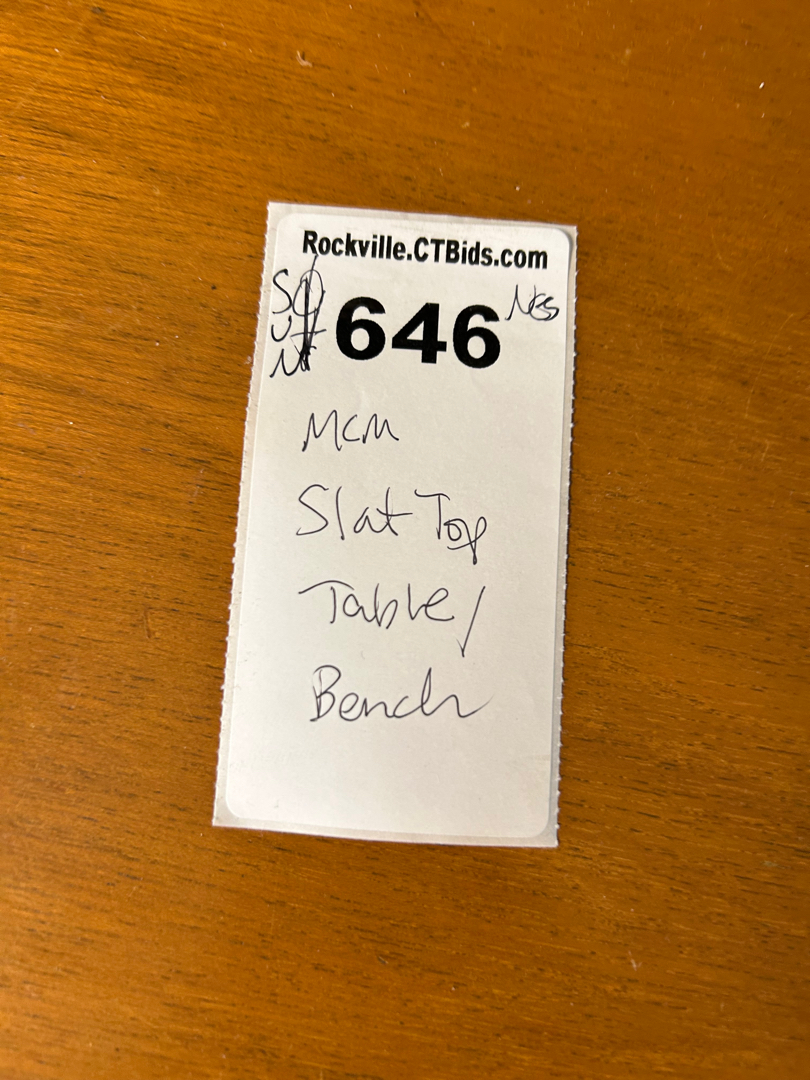 Rockville.CTBids.com
646
MCM
Slat Top
Table/
Bench